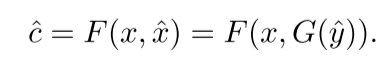 ĉ = F(x, x̂) = F(x, G(ŷ)).